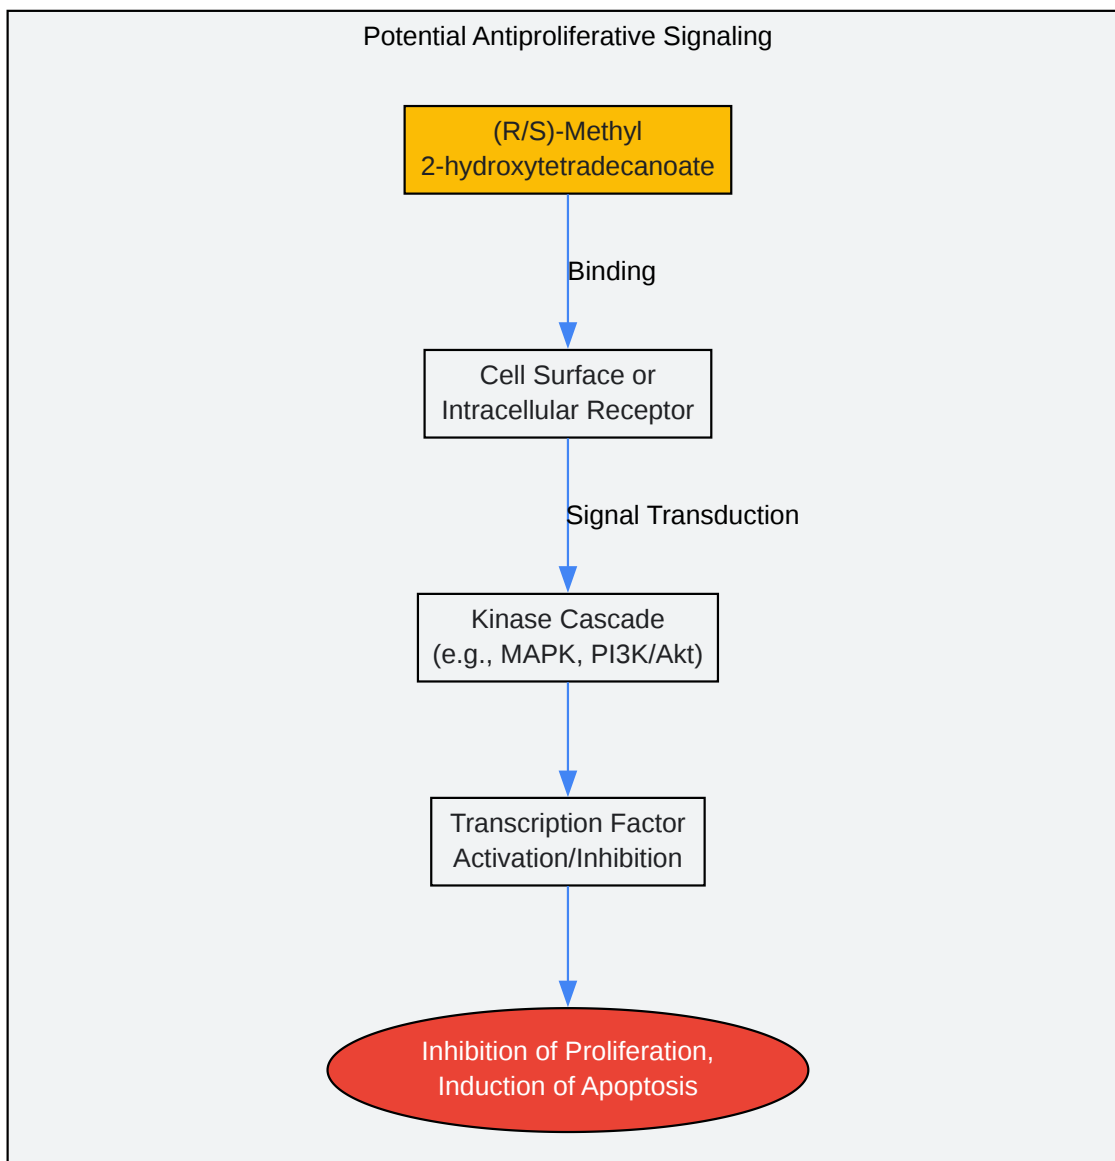 Potential Antiproliferative Signaling
(R/S)-Methyl
2-hydroxytetradecanoate
Binding
Cell Surface or
Intracellular Receptor
Signal Transduction
Kinase Cascade
(e.g., MAPK, PI3K/Akt)
Transcription Factor
Activation/Inhibition
Inhibition of Proliferation,
Induction of Apoptosis